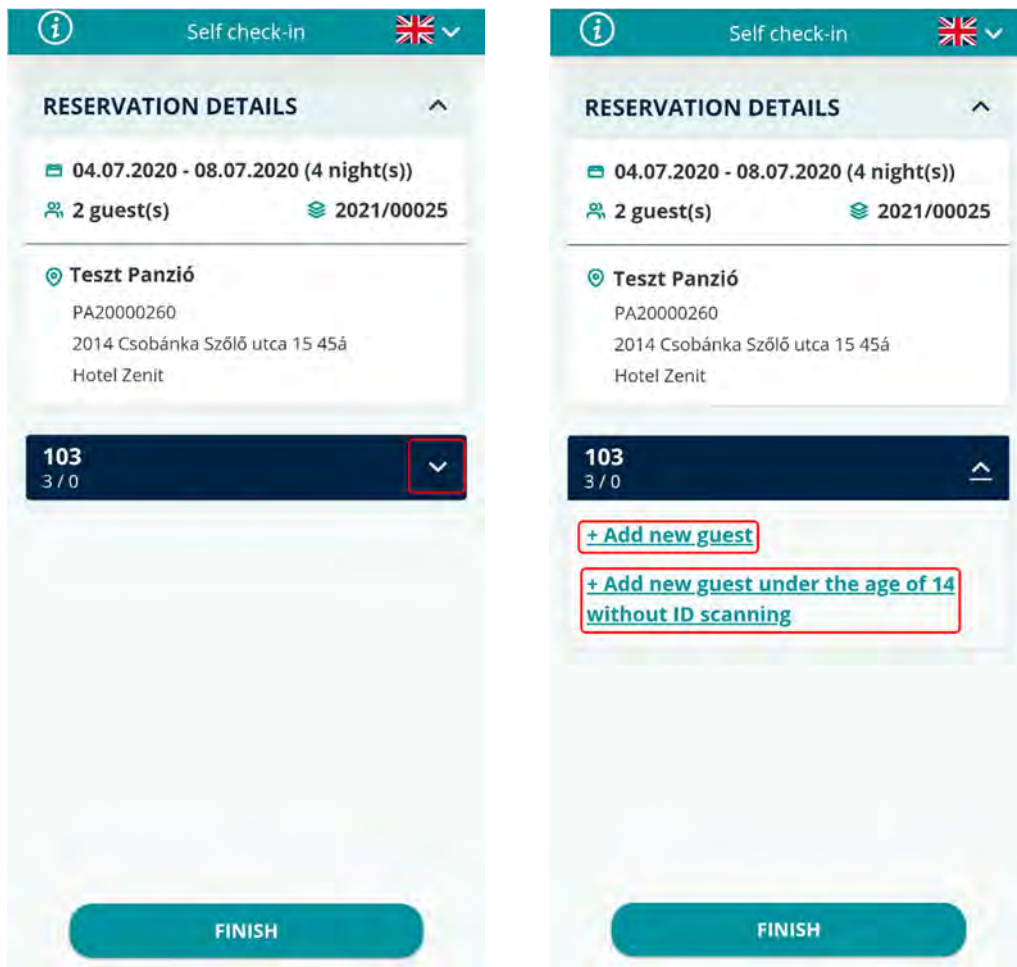 Self check-in
RESERVATION DETAILS
04.07.2020 - 08.07.2020 (4 night(s))
2 guest(s)
2021/00025
Teszt Panzió
PA20000260
2014 Csobánka Szőlő utca 15 45á
Hotel Zenit
103
3 / 0
FINISH
Self check-in
RESERVATION DETAILS
04.07.2020 - 08.07.2020 (4 night(s))
2 guest(s)
2021/00025
Teszt Panzió
PA20000260
2014 Csobánka Szőlő utca 15 45á
Hotel Zenit
103
3 / 0
+ Add new guest
+ Add new guest under the age of 14
without ID scanning
FINISH